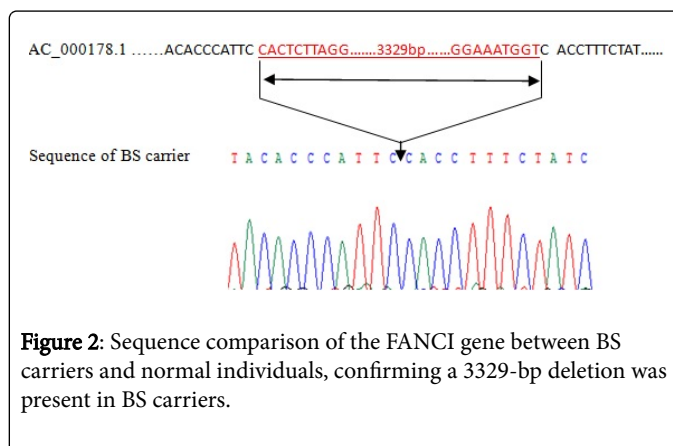 AC_000178.1 ……ACACCCATTC CACTCTTAGG…….3329bp……GGAAATGGTC ACCTTTCTAT……
Sequence of BS carrier T A C A C C C A T T C C A C C T T T C T A T C
Figure 2: Sequence comparison of the FANCI gene between BS
carriers and normal individuals, confirming a 3329-bp deletion was
present in BS carriers.